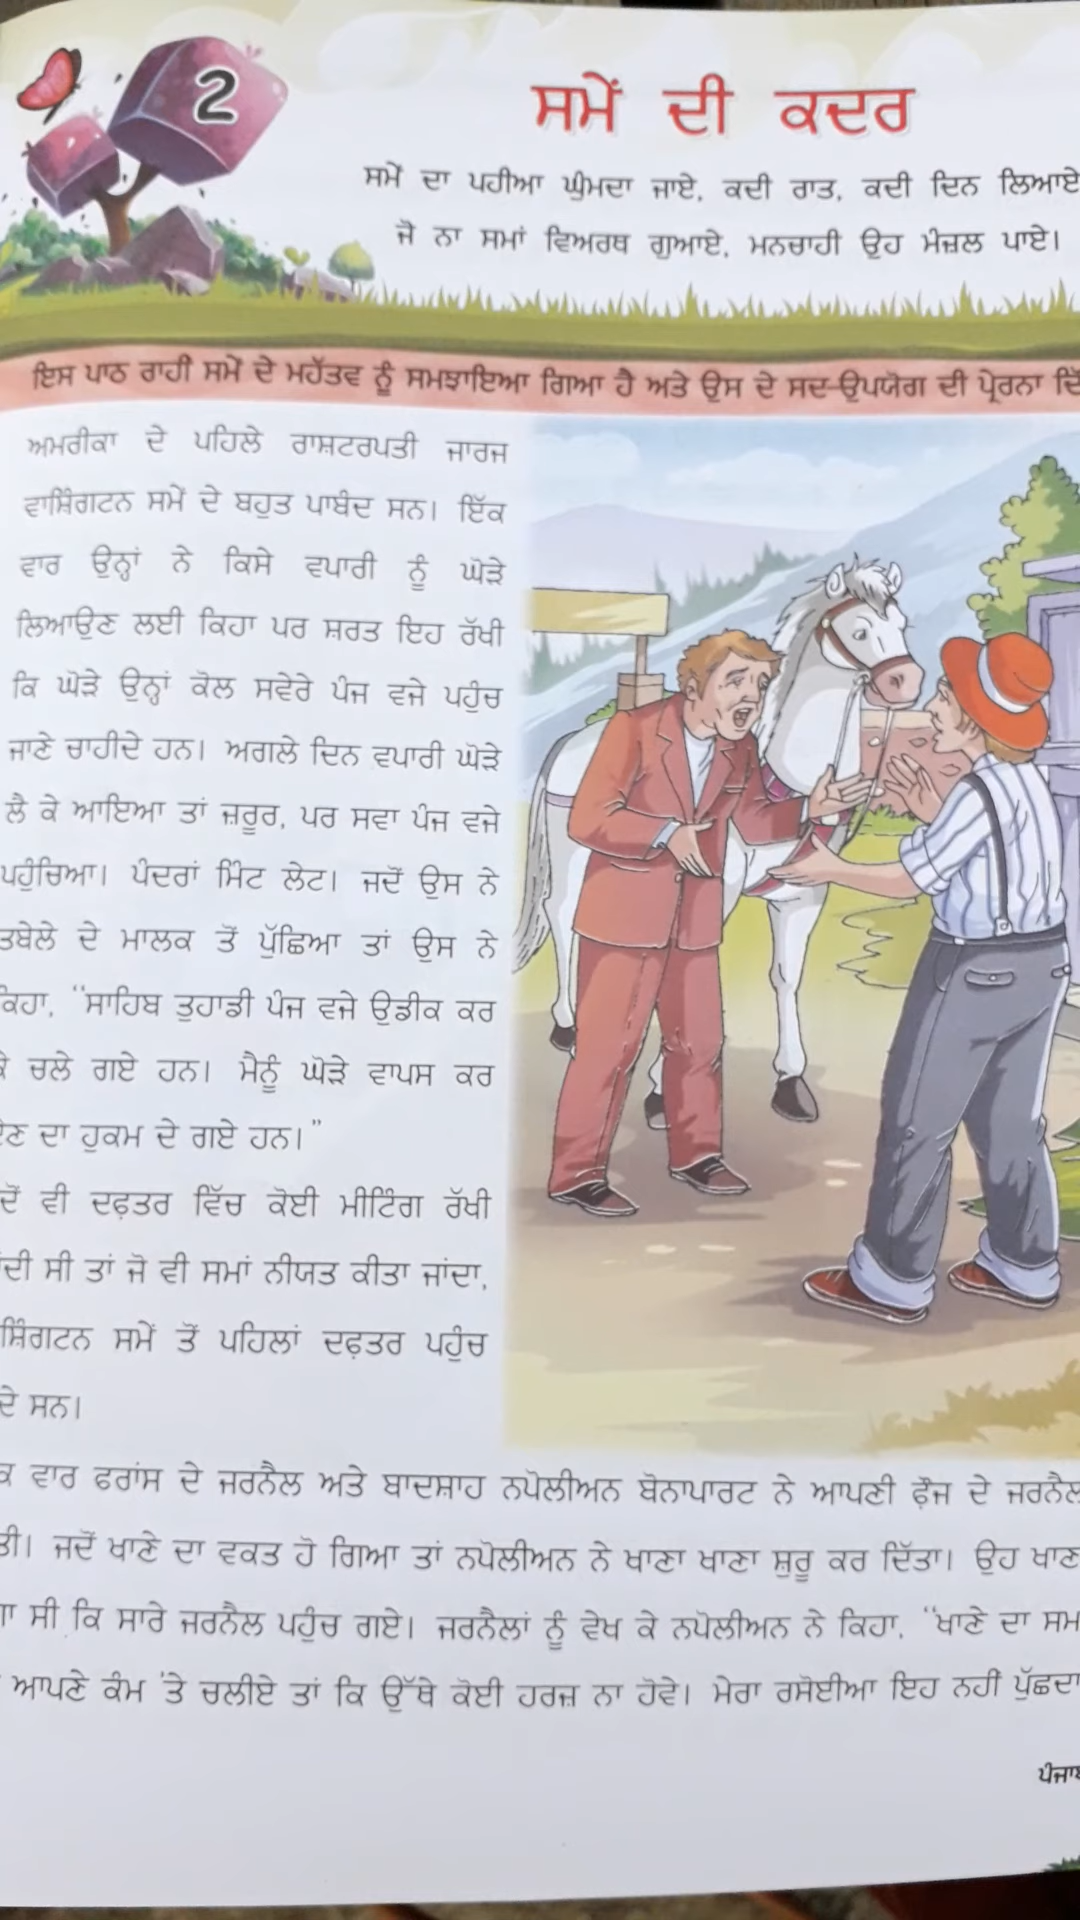 2
ਸਮੇਂ ਦੀ ਕਦਰ
ਸਮੇਂ ਦਾ ਪਹੀਆ ਘੁੰਮਦਾ ਜਾਏ, ਕਦੀ ਰਾਤ, ਕਦੀ ਦਿਨ ਲਿਆਏ
ਜੋ ਨਾ ਸਮਾਂ ਵਿਅਰਥ ਗੁਆਏ, ਮਨਚਾਹੀ ਉਹ ਮੰਜ਼ਲ ਪਾਏ।
ਇਸ ਪਾਠ ਰਾਹੀਂ ਸਮੇਂ ਦੇ ਮਹੱਤਵ ਨੂੰ ਸਮਝਾਇਆ ਗਿਆ ਹੈ ਅਤੇ ਉਸ ਦੇ ਸਦ-ਉਪਯੋਗ ਦੀ ਪ੍ਰੇਰਨਾ
ਅਮਰੀਕਾ ਦੇ ਪਹਿਲੇ ਰਾਸ਼ਟਰਪਤੀ ਜਾਰਜ
ਵਾਸ਼ਿੰਗਟਨ ਸਮੇਂ ਦੇ ਬਹੁਤ ਪਾਬੰਦ ਸਨ। ਇੱਕ
ਵਾਰ ਉਨ੍ਹਾਂ ਨੇ ਕਿਸੇ ਵਪਾਰੀ ਨੂੰ ਘੋੜੇ
ਲਿਆਉਣ ਲਈ ਕਿਹਾ ਪਰ ਸ਼ਰਤ ਇਹ ਰੱਖੀ
ਕਿ ਘੋੜੇ ਉਨ੍ਹਾਂ ਕੋਲ ਸਵੇਰੇ ਪੰਜ ਵਜੇ ਪਹੁੰਚ
ਜਾਣੇ ਚਾਹੀਦੇ ਹਨ। ਅਗਲੇ ਦਿਨ ਵਪਾਰੀ ਘੋੜੇ
ਲੈ ਕੇ ਆਇਆ ਤਾਂ ਜ਼ਰੂਰ, ਪਰ ਸਵਾ ਪੰਜ ਵਜੇ
ਪਹੁੰਚਿਆ। ਪੰਦਰਾਂ ਮਿੰਟ ਲੇਟ। ਜਦੋਂ ਉਸ ਨੇ
ਤਬੇਲੇ ਦੇ ਮਾਲਕ ਤੋਂ ਪੁੱਛਿਆ ਤਾਂ ਉਸ ਨੇ
ਕਿਹਾ, "ਸਾਹਿਬ ਤੁਹਾਡੀ ਪੰਜ ਵਜੇ ਉਡੀਕ ਕਰ
ਕੇ ਚਲੇ ਗਏ ਹਨ। ਮੈਨੂੰ ਘੋੜੇ ਵਾਪਸ ਕਰ
ਦਾ ਹੁਕਮ ਦੇ ਗਏ ਹਨ।"
ਵੀ ਦਫ਼ਤਰ ਵਿੱਚ ਕੋਈ ਮੀਟਿੰਗ ਰੱਖੀ
ਸੀ ਤਾਂ ਜੋ ਵੀ ਸਮਾਂ ਨੀਯਤ ਕੀਤਾ ਜਾਂਦਾ,
ਸਮੇਂ ਤੋਂ ਪਹਿਲਾਂ ਦਫ਼ਤਰ ਪਹੁੰਚ
ਸਨ।
ਵਾਰ ਫਰਾਂਸ ਦੇ ਜਰਨੈਲ ਅਤੇ ਬਾਦਸ਼ਾਹ ਨਪੋਲੀਅਨ ਬੋਨਾਪਾਰਟ ਨੇ ਆਪਣੀ ਫ਼ੌਜ ਦੇ ਜਰਨੈਲ
ਜਦੋਂ ਖਾਣੇ ਦਾ ਵਕਤ ਹੋ ਗਿਆ ਤਾਂ ਨਪੋਲੀਅਨ ਨੇ ਖਾਣਾ ਖਾਣਾ ਸ਼ੁਰੂ ਕਰ ਦਿੱਤਾ। ਉਹ
ਸੀ ਕਿ ਸਾਰੇ ਜਰਨੈਲ ਪਹੁੰਚ ਗਏ। ਜਰਨੈਲਾਂ ਨੂੰ ਵੇਖ ਕੇ ਨਪੋਲੀਅਨ ਨੇ ਕਿਹਾ, "ਖਾਣੇ ਦਾ
ਆਪਣੇ ਕੰਮ 'ਤੇ ਚਲੀਏ ਤਾਂ ਕਿ ਉੱਥੇ ਕੋਈ ਹਰਜ਼ ਨਾ ਹੋਵੇ। ਮੇਰਾ ਰਸੋਈਆ ਇਹ ਨਹੀਂ ਪੁੱਛਦਾ